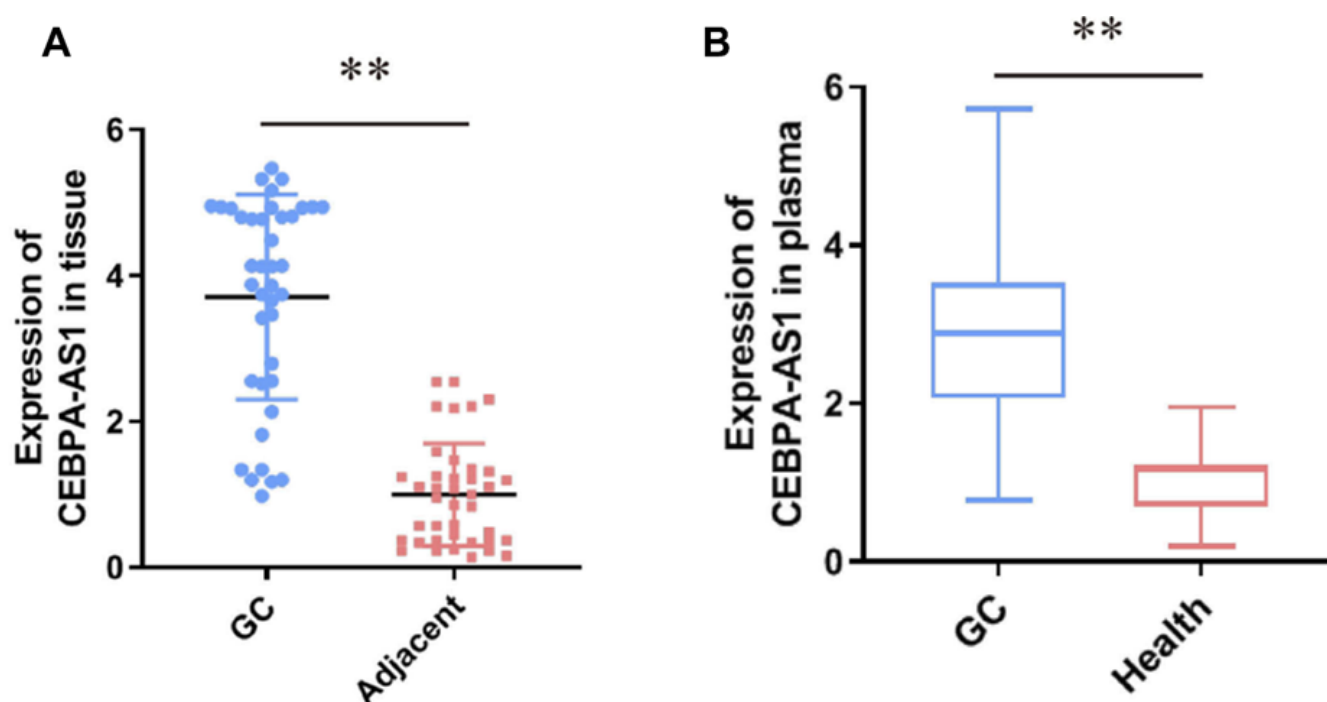 A
**
6
4
2
0
Expression of
CEBPA-AS1 in tissue
GC
Adjacent
B
**
6
4
2
0
Expression of
CEBPA-AS1 in plasma
GC
Health